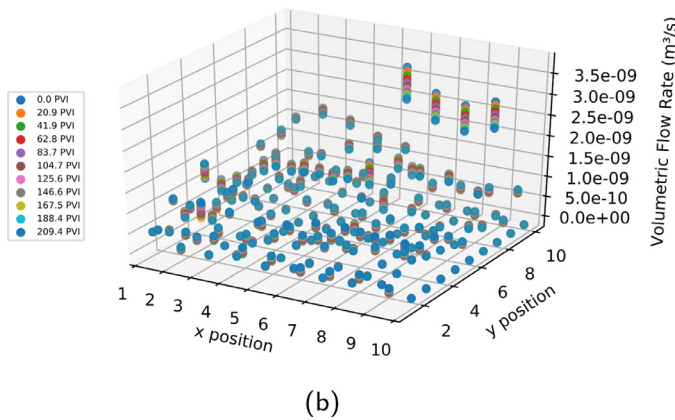 0.0 PVI
20.9 PVI
41.9 PVI
62.8 PVI
83.7 PVI
104.7 PVI
125.6 PVI
146.6 PVI
167.5 PVI
188.4 PVI
209.4 PVI
3.5e-09
3.0e-09
2.5e-09
2.0e-09
1.5e-09
1.0e-09
5.0e-10
0.0e+00
Volumetric Flow Rate (m³/s)
1 2 3 4 5 6 7 8 9 10
x position
2 4 6 8 10
y position
(b)